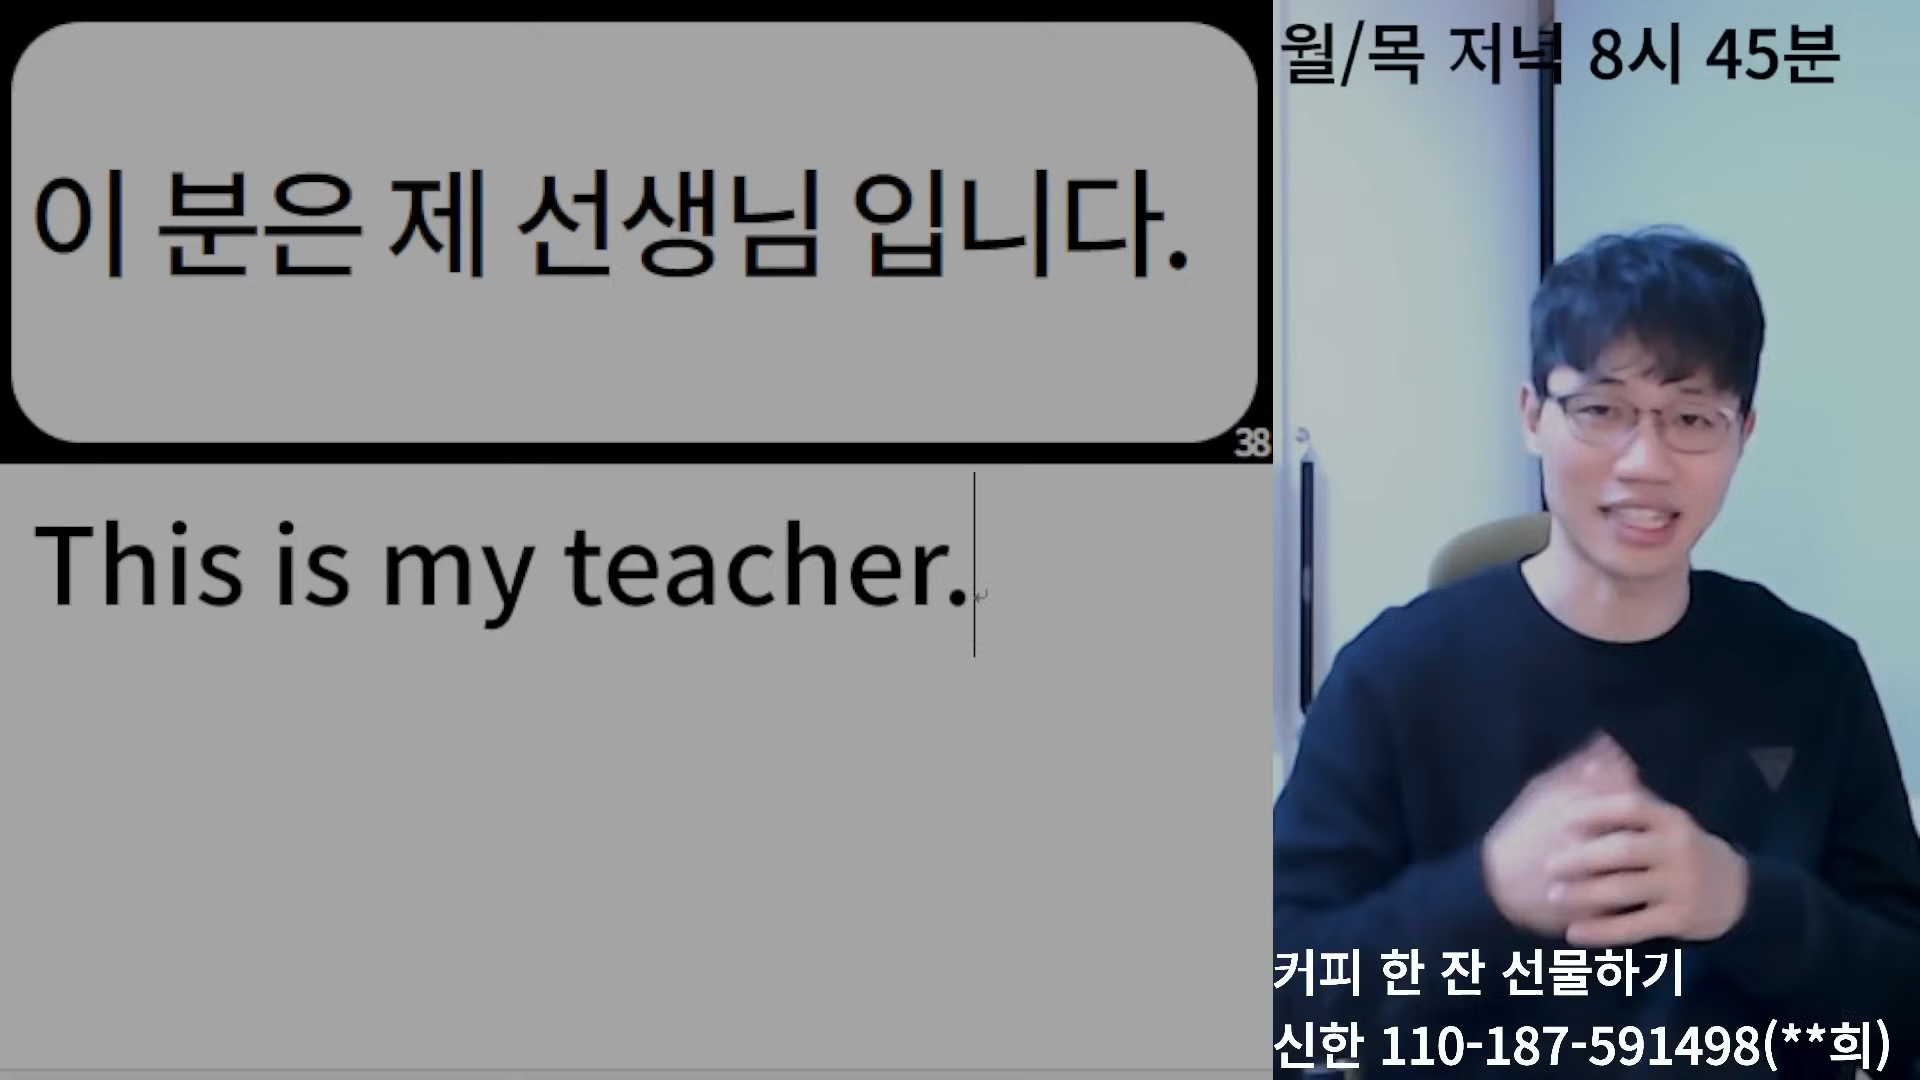 이 분은 제 선생님 입니다.
38
This is my teacher.
월/목 저녁 8시 45분
커피 한 잔 선물하기
신한 110-187-591498(**희)